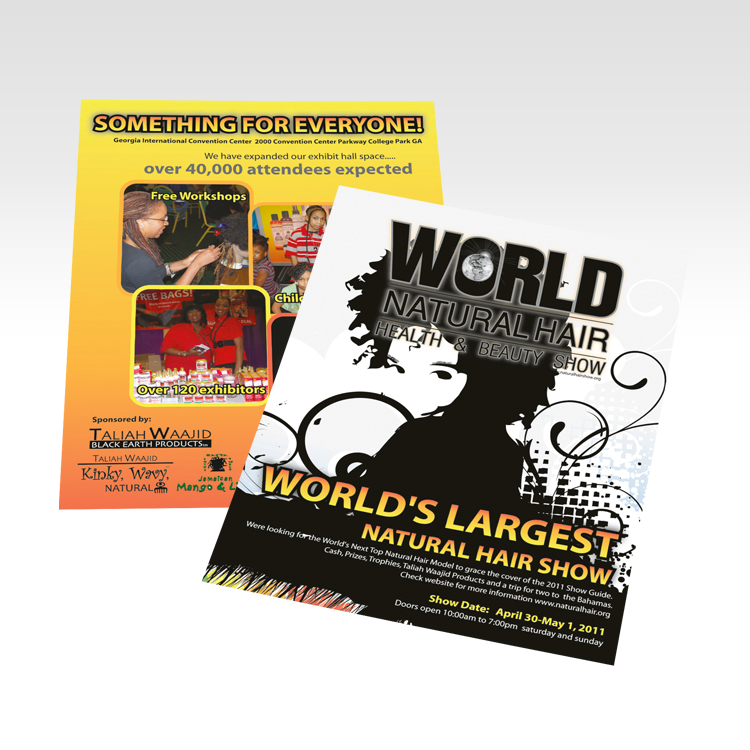 SOMETHING FOR EVERYONE!
Georgia International Convention Center 2000 Convention Center Parkway College Park GA
We have expanded our exhibit hall space.....
over 40,000 attendees expected
Free Workshops
FREE BAGS!
Over 120 exhibitors
Sponsored by:
TALIAH WAAJID
BLACK EARTH PRODUCTS
TALIAH WAAJID
Kinky, Wavy,
NATURAL
Jamaican
Mango & L
WORLD
NATURAL HAIR
HEALTH & BEAUTY SHOW
naturalhairshow.org
WORLD'S LARGEST
NATURAL HAIR SHOW
Were looking for the World's Next Top Natural Hair Model to grace the cover of the 2011 Show Guide.
Cash, Prizes, Trophies, Taliah Waajid Products and a trip for two to the Bahamas.
Check website for more information www.naturalhair.org
Show Date: April 30-May 1, 2011
Doors open 10:00am to 7:00pm saturday and sunday